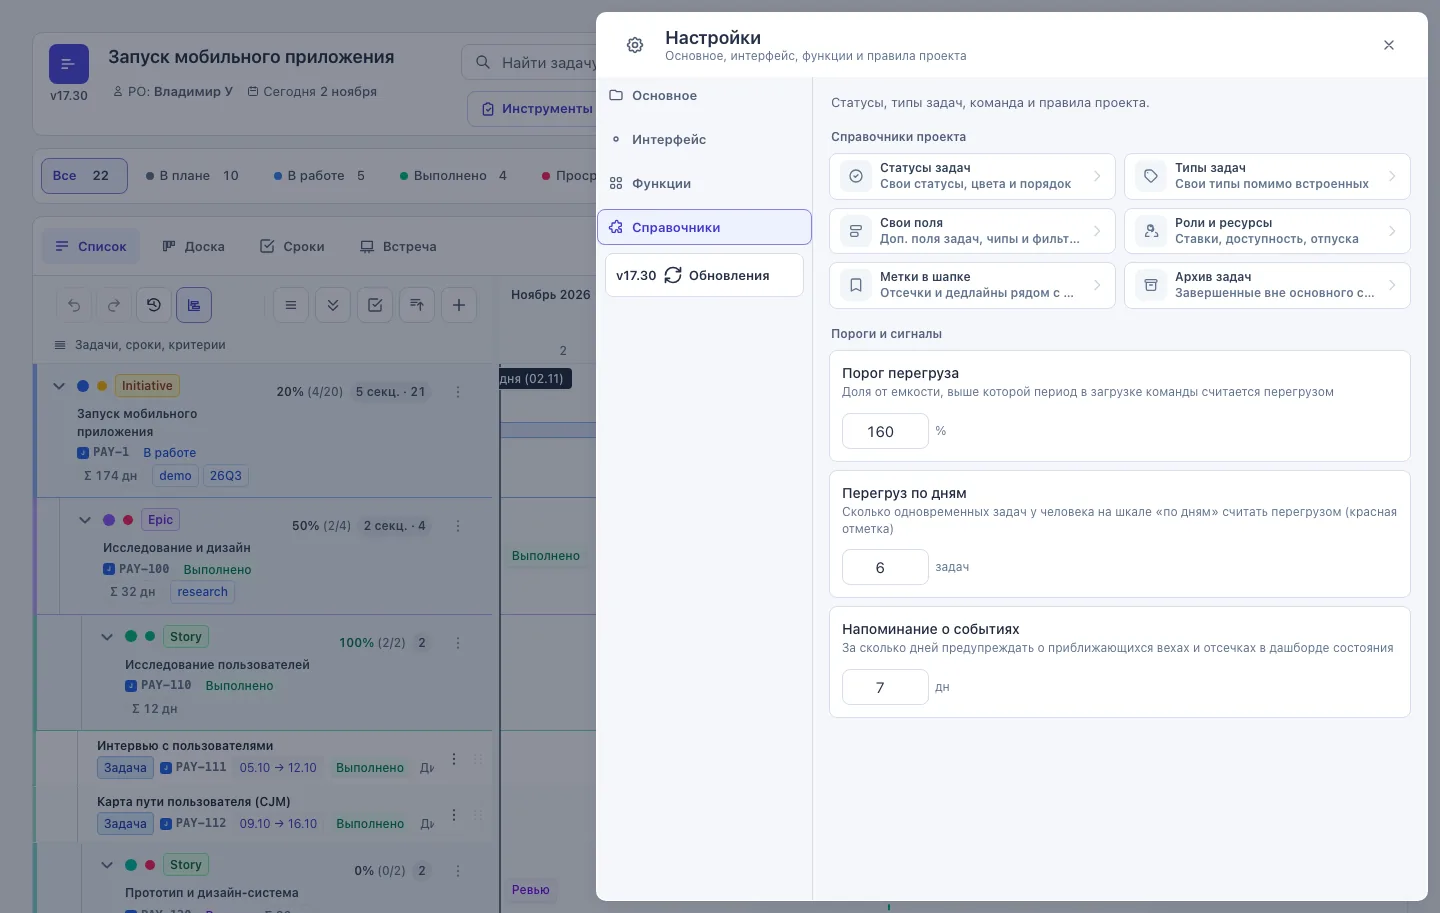 Запуск мобильного приложения
v17.30
РО: Владимир У
Сегодня 2 ноября
Найти задачу
Инструменты
Все 22
В плане 10
В работе 5
Выполнено 4
Проср
Список
Доска
Сроки
Встреча
Ноябрь 2026
Задачи, сроки, критерии
2
дня (02.11)
Initiative
20% (4/20)
5 секц. · 21
Запуск мобильного
приложения
PAY-1 В работе
Σ 174 дн demo 26Q3
Epic
50% (2/4)
2 секц. · 4
Исследование и дизайн
PAY-100 Выполнено
Σ 32 дн research
Выполнено
Story
100% (2/2) 2
Исследование пользователей
PAY-110 Выполнено
Σ 12 дн
Интервью с пользователями
Задача PAY-111 05.10 → 12.10 Выполнено
Карта пути пользователя (CJM)
Задача PAY-112 09.10 → 16.10 Выполнено
Story
0% (0/2) 2
Прототип и дизайн-система
Ревью
Настройки
Основное, интерфейс, функции и правила проекта
Основное
Интерфейс
Функции
Справочники
v17.30 Обновления
Статусы, типы задач, команда и правила проекта.
Справочники проекта
Статусы задач
Свои статусы, цвета и порядок
Типы задач
Свои типы помимо встроенных
Свои поля
Доп. поля задач, чипы и фильт...
Роли и ресурсы
Ставки, доступность, отпуска
Метки в шапке
Отсечки и дедлайны рядом с ...
Архив задач
Завершенные вне основного с...
Пороги и сигналы
Порог перегруза
Доля от емкости, выше которой период в загрузке команды считается перегрузом
160 %
Перегруз по дням
Сколько одновременных задач у человека на шкале «по дням» считать перегрузом (красная
отметка)
6 задач
Напоминание о событиях
За сколько дней предупреждать о приближающихся вехах и отсечках в дашборде состояния
7 дн